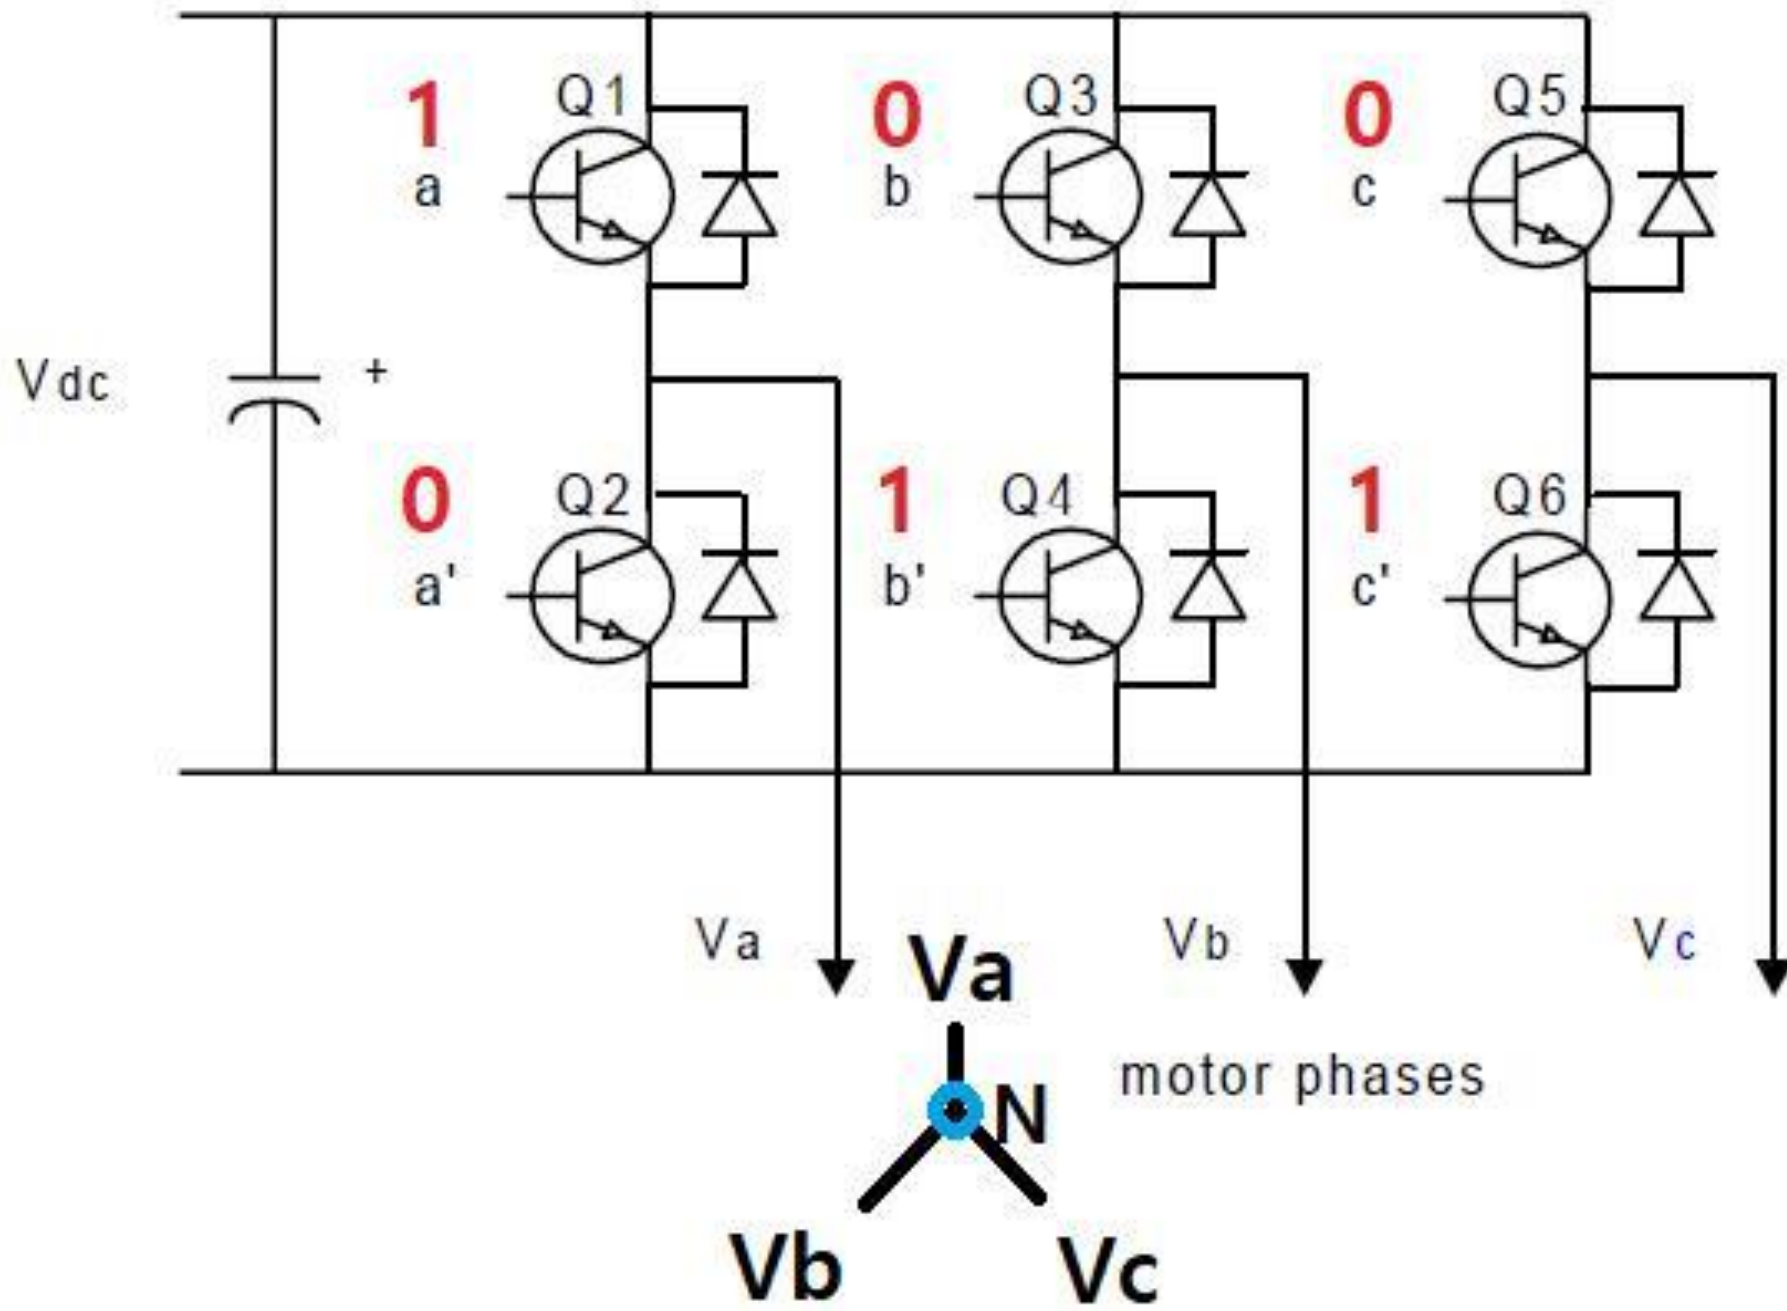 1 Q1 0 Q3 0 Q5
a b c
Vdc +
0 Q2 1 Q4 1 Q6
a' b' c'
Va Vb Vc
Va
N motor phases
Vb Vc